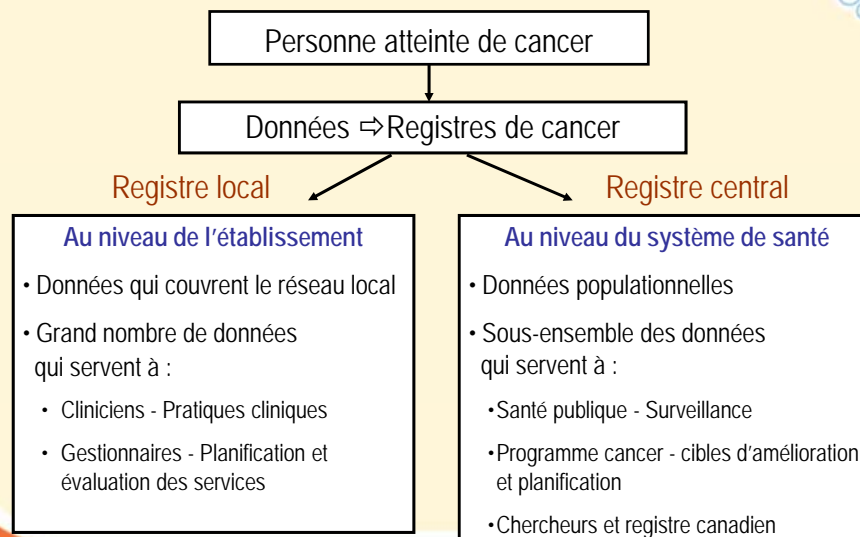 Personne atteinte de cancer
Données ⇨Registres de cancer
Registre local
Au niveau de l'établissement
• Données qui couvrent le réseau local
• Grand nombre de données
qui servent à :
• Cliniciens - Pratiques cliniques
• Gestionnaires - Planification et
évaluation des services
Registre central
Au niveau du système de santé
• Données populationnelles
• Sous-ensemble des données
qui servent à :
•Santé publique - Surveillance
•Programme cancer - cibles d'amélioration
et planification
•Chercheurs et registre canadien